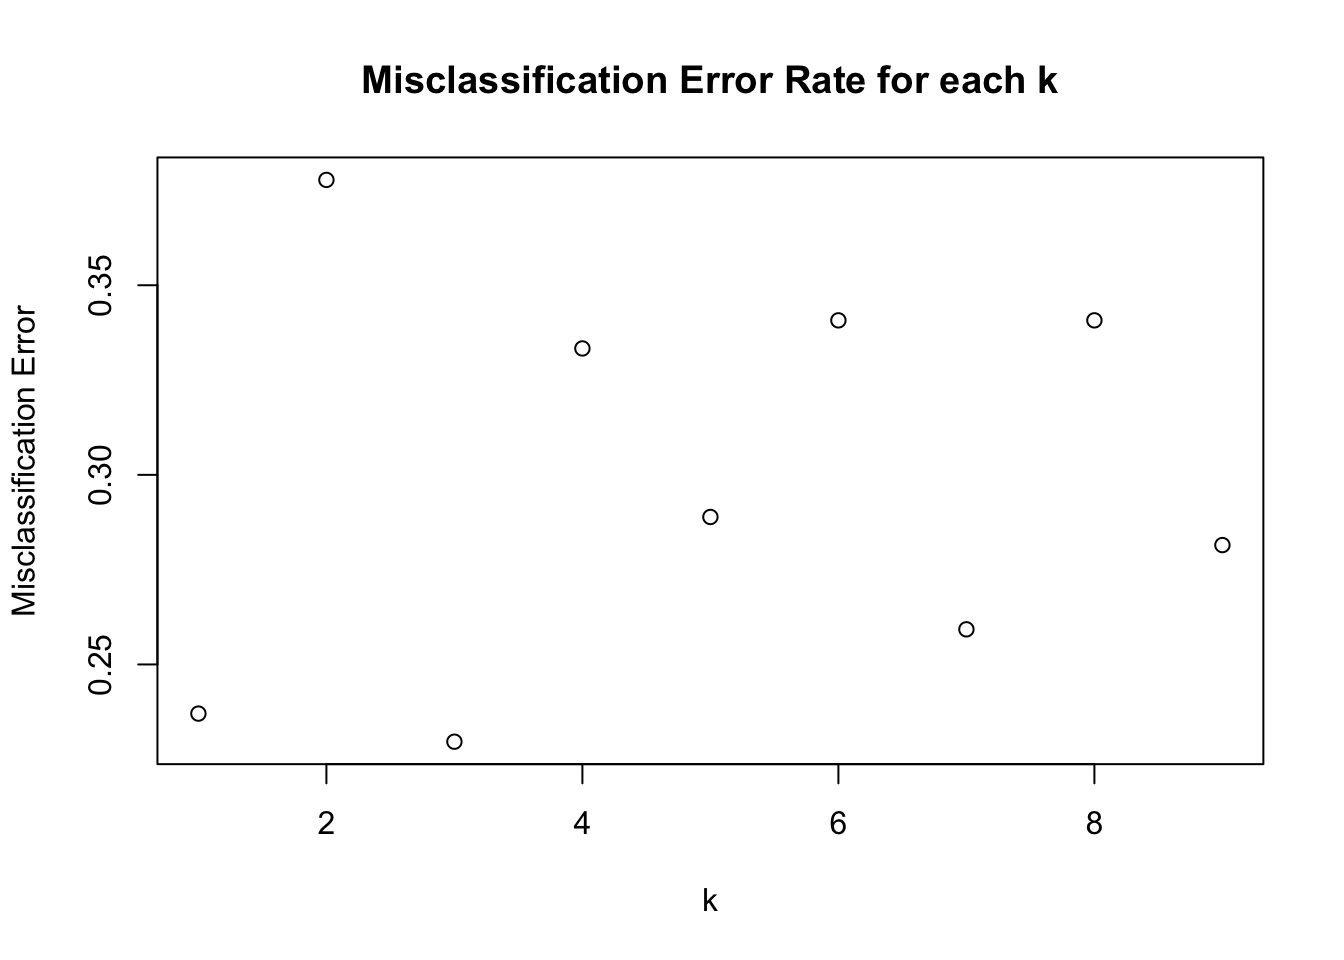 Misclassification Error Rate for each k
Misclassification Error
0.35
0.30
0.25
2 4 6 8
k